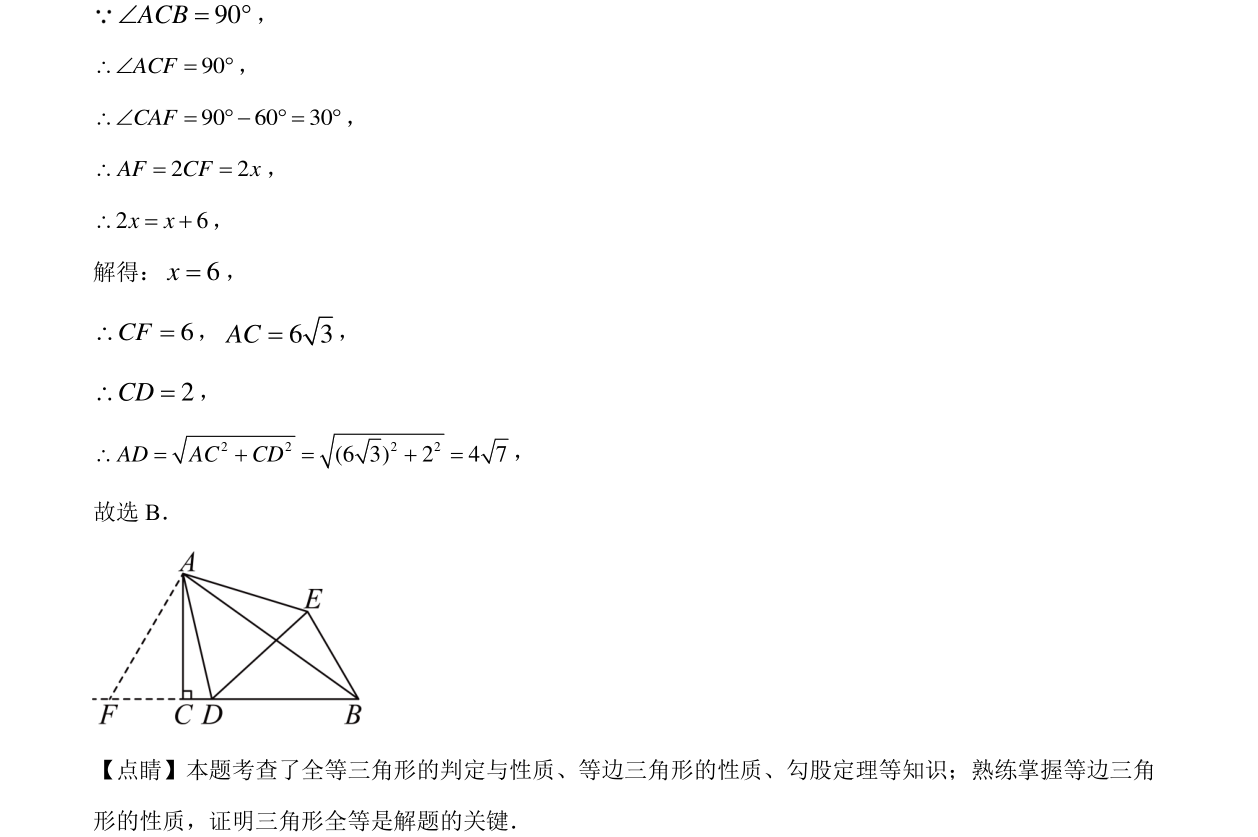 ∵∠ACB=90°，
∴∠ACF=90°，
∴∠CAF=90°−60°=30°，
∴AF=2CF=2x，
∴2x=x+6，
解得：x=6，
∴CF=6，AC=6√3，
∴CD=2，
∴AD=√(AC²+CD²)=√((6√3)²+2²)=4√7，
故选 B．
A
E
F C D B
【点睛】本题考查了全等三角形的判定与性质、等边三角形的性质、勾股定理等知识；熟练掌握等边三角
形的性质，证明三角形全等是解题的关键．